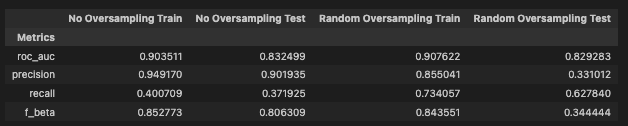 No Oversampling Train No Oversampling Test Random Oversampling Train Random Oversampling Test
Metrics
roc_auc 0.903511 0.832499 0.907622 0.829283
precision 0.949170 0.901935 0.855041 0.331012
recall 0.400709 0.371925 0.734057 0.627840
f_beta 0.852773 0.806309 0.843551 0.344444